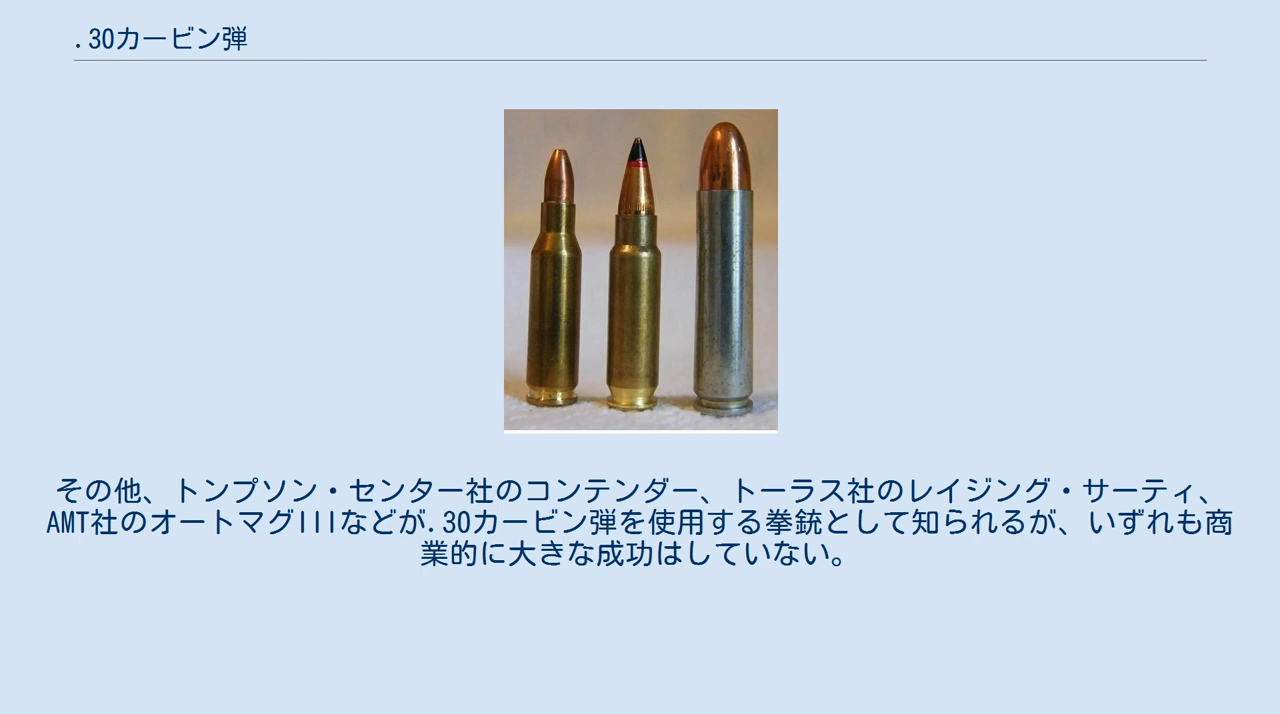 .30カービン弾
その他、トンプソン・センター社のコンテンダー、トーラス社のレイジング・サーティ、
AMT社のオートマグIIIなどが.30カービン弾を使用する拳銃として知られるが、いずれも商
業的に大きな成功はしていない。